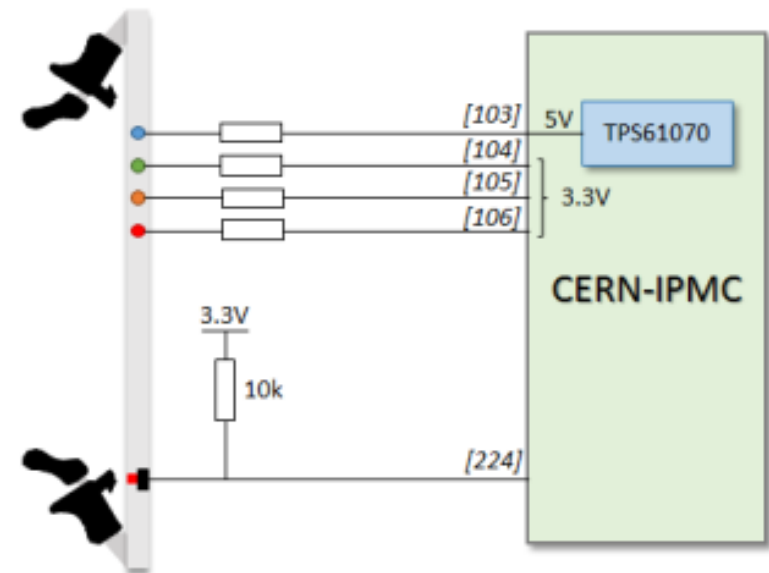 [103]
5V
TPS61070
[104]
[105]
3.3V
[106]
CERN-IPMC
3.3V
10k
[224]